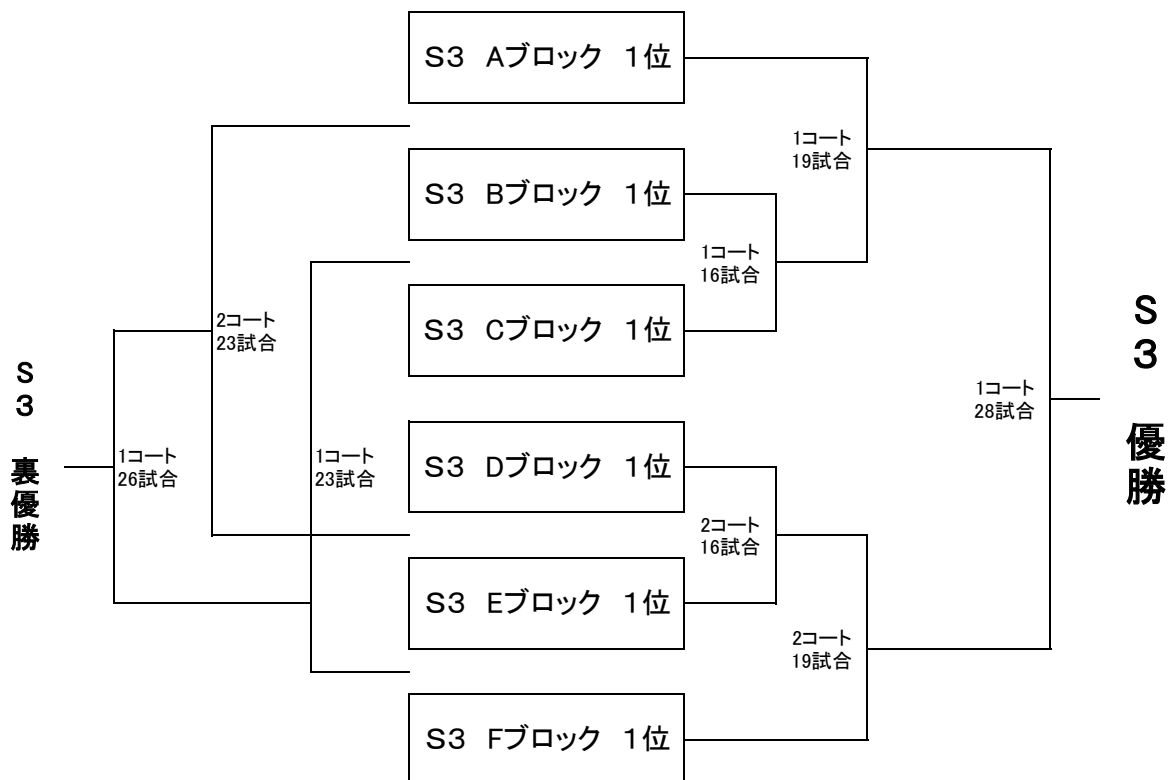 S3　Aブロック　1位
1コート
19試合
S3　Bブロック　1位
1コート
16試合
2コート
23試合
S3　Cブロック　1位
S3　優勝
S3　裏優勝
1コート
28試合
1コート
26試合
1コート
23試合
S3　Dブロック　1位
2コート
16試合
S3　Eブロック　1位
2コート
19試合
S3　Fブロック　1位